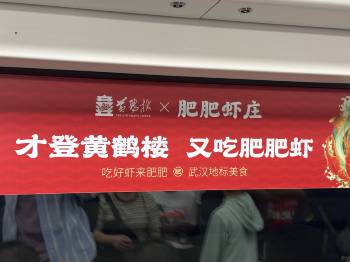 黄鹤楼 × 肥肥虾庄
才登黄鹤楼 又吃肥肥虾
吃好虾来肥肥 武汉地标美食